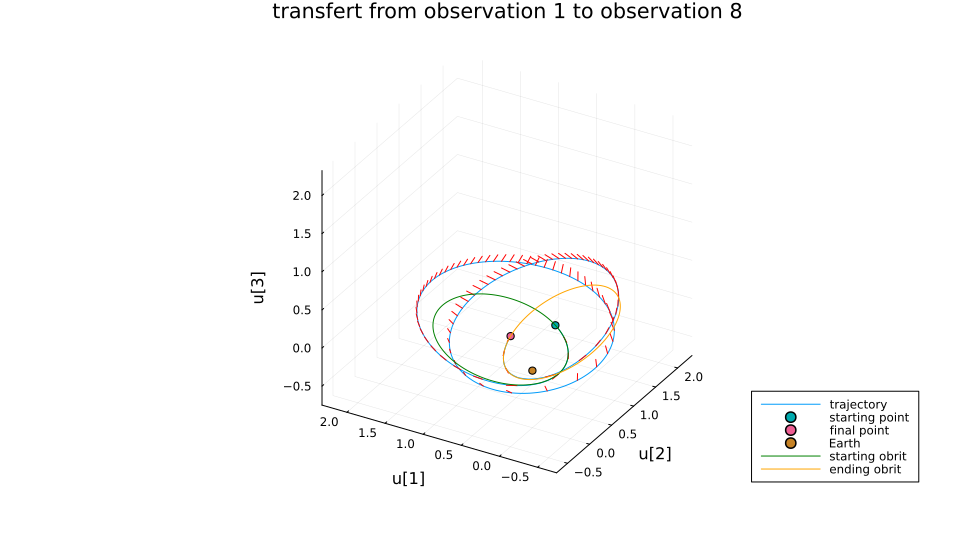 transfert from observation 1 to observation 8
u[3]
2.0
1.5
1.0
0.5
0.0
−0.5
2.0
1.5
1.0
0.5
0.0
−0.5
u[1]
2.0
1.5
1.0
0.5
0.0
−0.5
u[2]
trajectory
starting point
final point
Earth
starting obrit
ending obrit